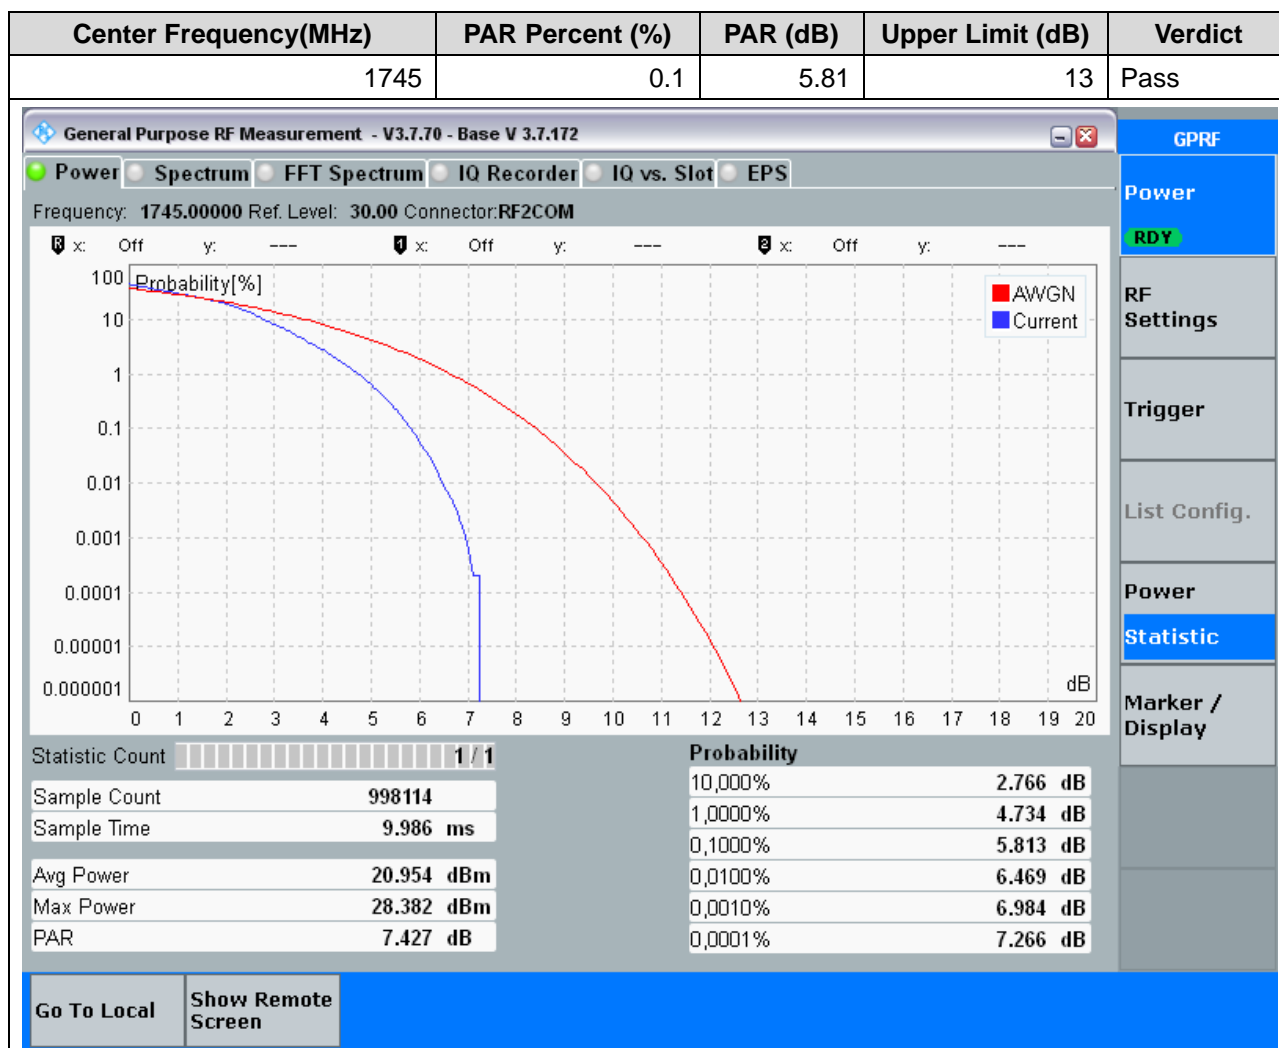 Center Frequency(MHz) PAR Percent (%) PAR (dB) Upper Limit (dB) Verdict
1745 0.1 5.81 13 Pass
General Purpose RF Measurement - V3.7.70 - Base V 3.7.172
GPRF
Power Spectrum FFT Spectrum IQ Recorder IQ vs. Slot EPS
Frequency: 1745.00000 Ref. Level: 30.00 Connector:RF2COM
Power
RDY
R x: Off y: --- 1 x: Off y: --- 2 x: Off y: ---
Probability[%]
100
10
1
0.1
0.01
0.001
0.0001
0.00001
0.000001
AWGN
Current
dB
0 1 2 3 4 5 6 7 8 9 10 11 12 13 14 15 16 17 18 19 20
RF
Settings
Trigger
List Config.
Power
Statistic
Marker /
Display
Statistic Count 1 / 1
Sample Count 998114
Sample Time 9.986 ms
Avg Power 20.954 dBm
Max Power 28.382 dBm
PAR 7.427 dB
Probability
10,000% 2.766 dB
1,0000% 4.734 dB
0,1000% 5.813 dB
0,0100% 6.469 dB
0,0010% 6.984 dB
0,0001% 7.266 dB
Go To Local
Show Remote
Screen